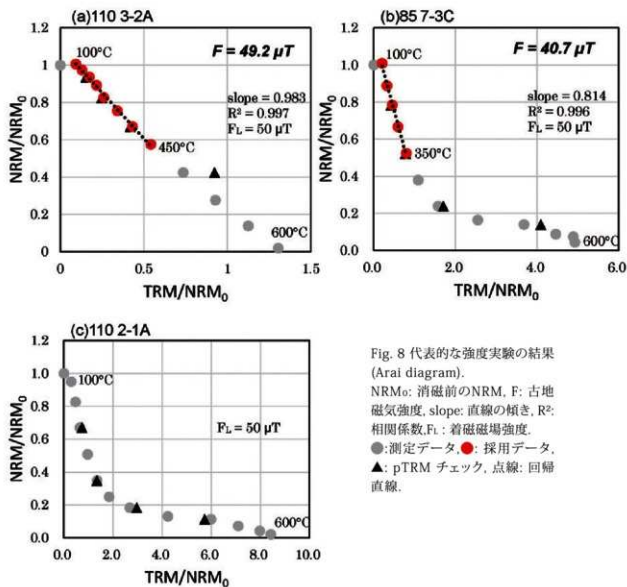 (a)110 3-2A
F = 49.2 μT
slope = 0.983
R² = 0.997
F_L = 50 μT
100°C
450°C
600°C
NRM/NRM₀
1.2
1
0.8
0.6
0.4
0.2
0
0
0.5
1
1.5
TRM/NRM₀
(b)85 7-3C
F = 40.7 μT
slope = 0.814
R² = 0.996
F_L = 50 μT
100°C
350°C
600°C
NRM/NRM₀
1.2
1
0.8
0.6
0.4
0.2
0
0.0
2.0
4.0
6.0
TRM/NRM₀
(c)110 2-1A
100°C
F_L = 50 μT
600°C
NRM/NRM₀
1.2
1.0
0.8
0.6
0.4
0.2
0.0
0.0
2.0
4.0
6.0
8.0
10.0
TRM/NRM₀
Fig. 8 代表的な強度実験の結果
(Arai diagram).
NRM₀: 消磁前のNRM, F: 古地
磁気強度, slope: 直線の傾き, R²:
相関係数,F_L : 着磁磁場強度.
●:測定データ,●: 採用データ,
▲: pTRM チェック, 点線: 回帰
直線.